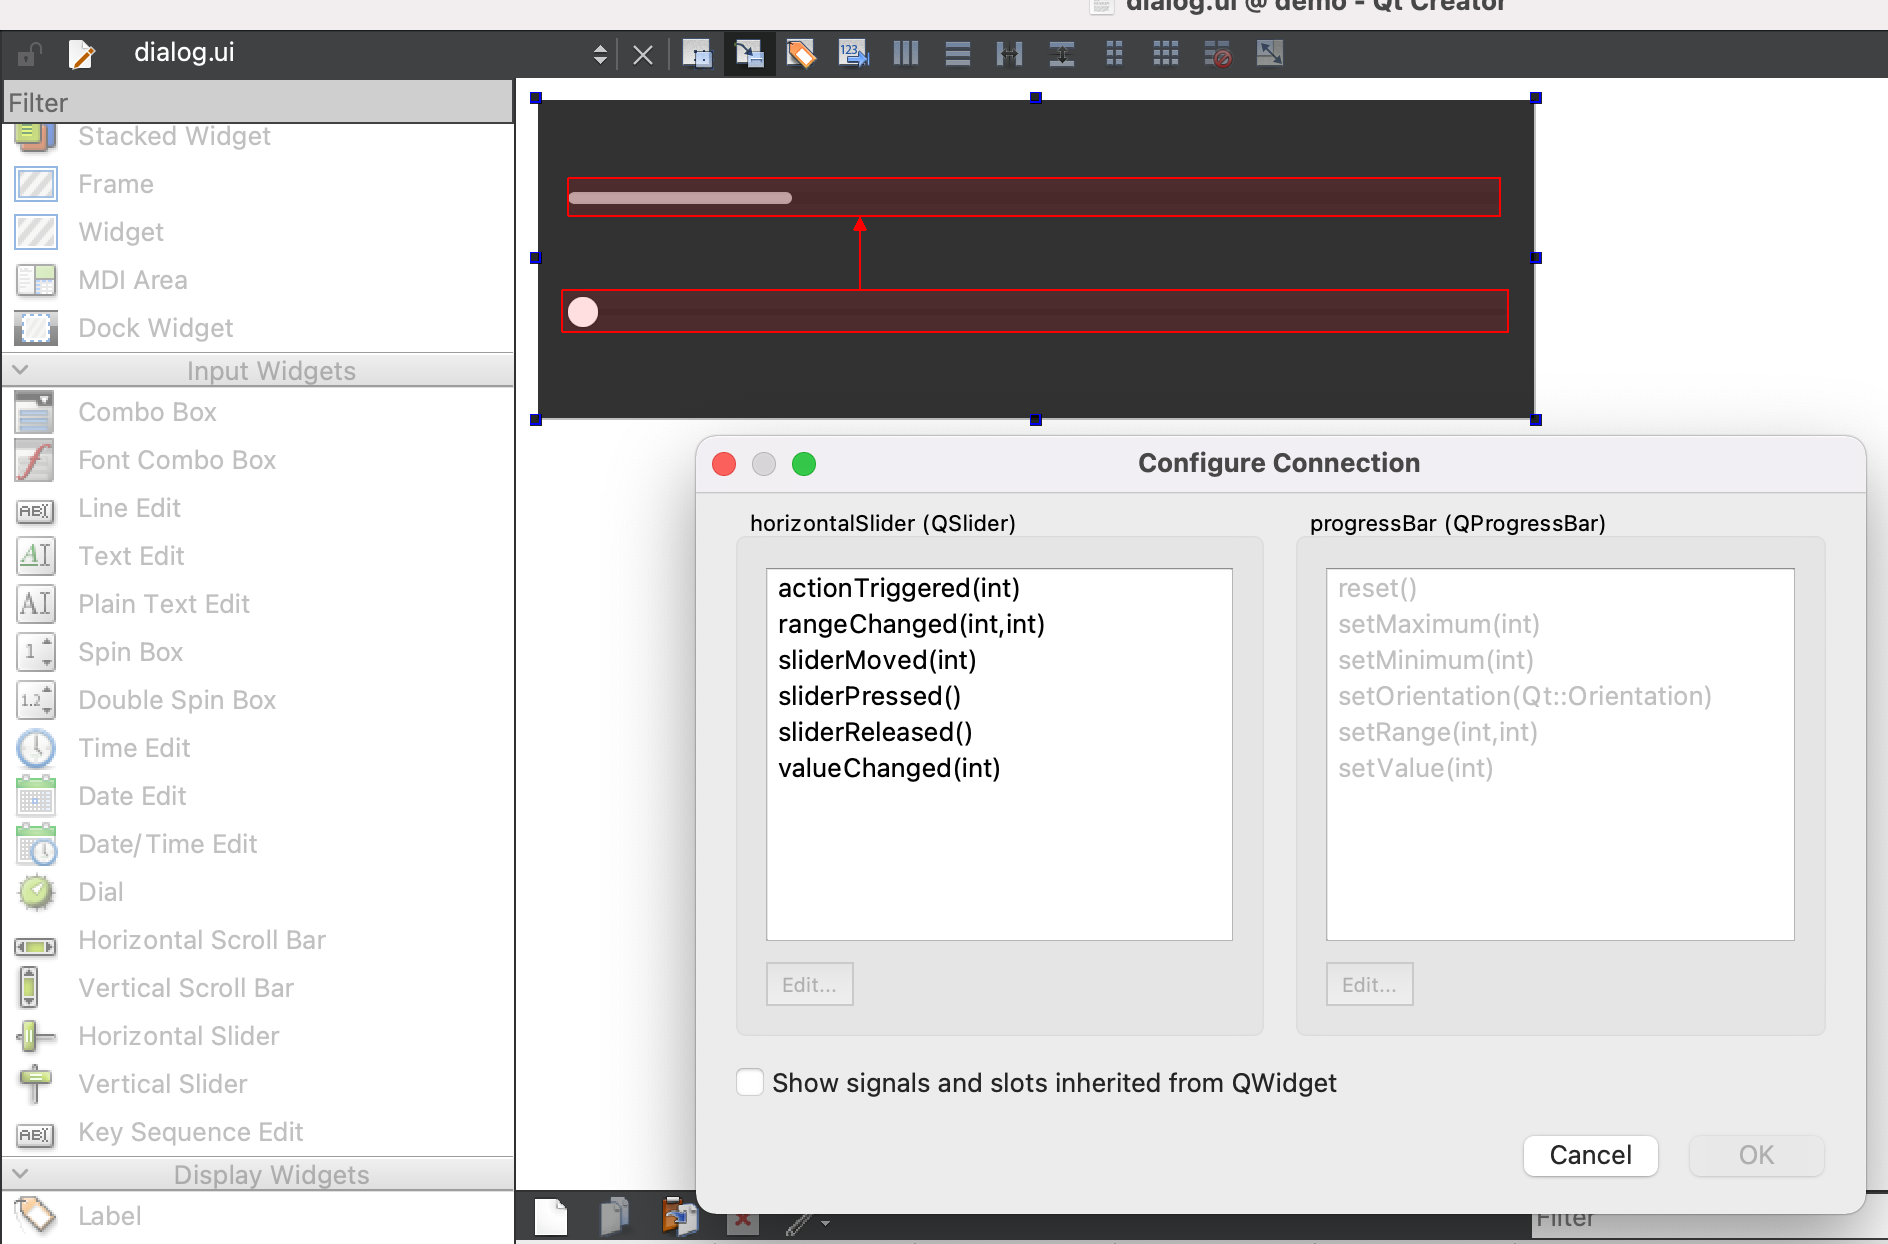 dialog.ui @ demo - Qt Creator
dialog.ui
Filter
Stacked Widget
Frame
Widget
MDI Area
Dock Widget
Input Widgets
Combo Box
Font Combo Box
Line Edit
Text Edit
Plain Text Edit
Spin Box
Double Spin Box
Time Edit
Date Edit
Date/Time Edit
Dial
Horizontal Scroll Bar
Vertical Scroll Bar
Horizontal Slider
Vertical Slider
Key Sequence Edit
Display Widgets
Label
Configure Connection
horizontalSlider (QSlider)
actionTriggered(int)
rangeChanged(int,int)
sliderMoved(int)
sliderPressed()
sliderReleased()
valueChanged(int)
Edit...
progressBar (QProgressBar)
reset()
setMaximum(int)
setMinimum(int)
setOrientation(Qt::Orientation)
setRange(int,int)
setValue(int)
Edit...
Show signals and slots inherited from QWidget
Cancel
OK
Filter